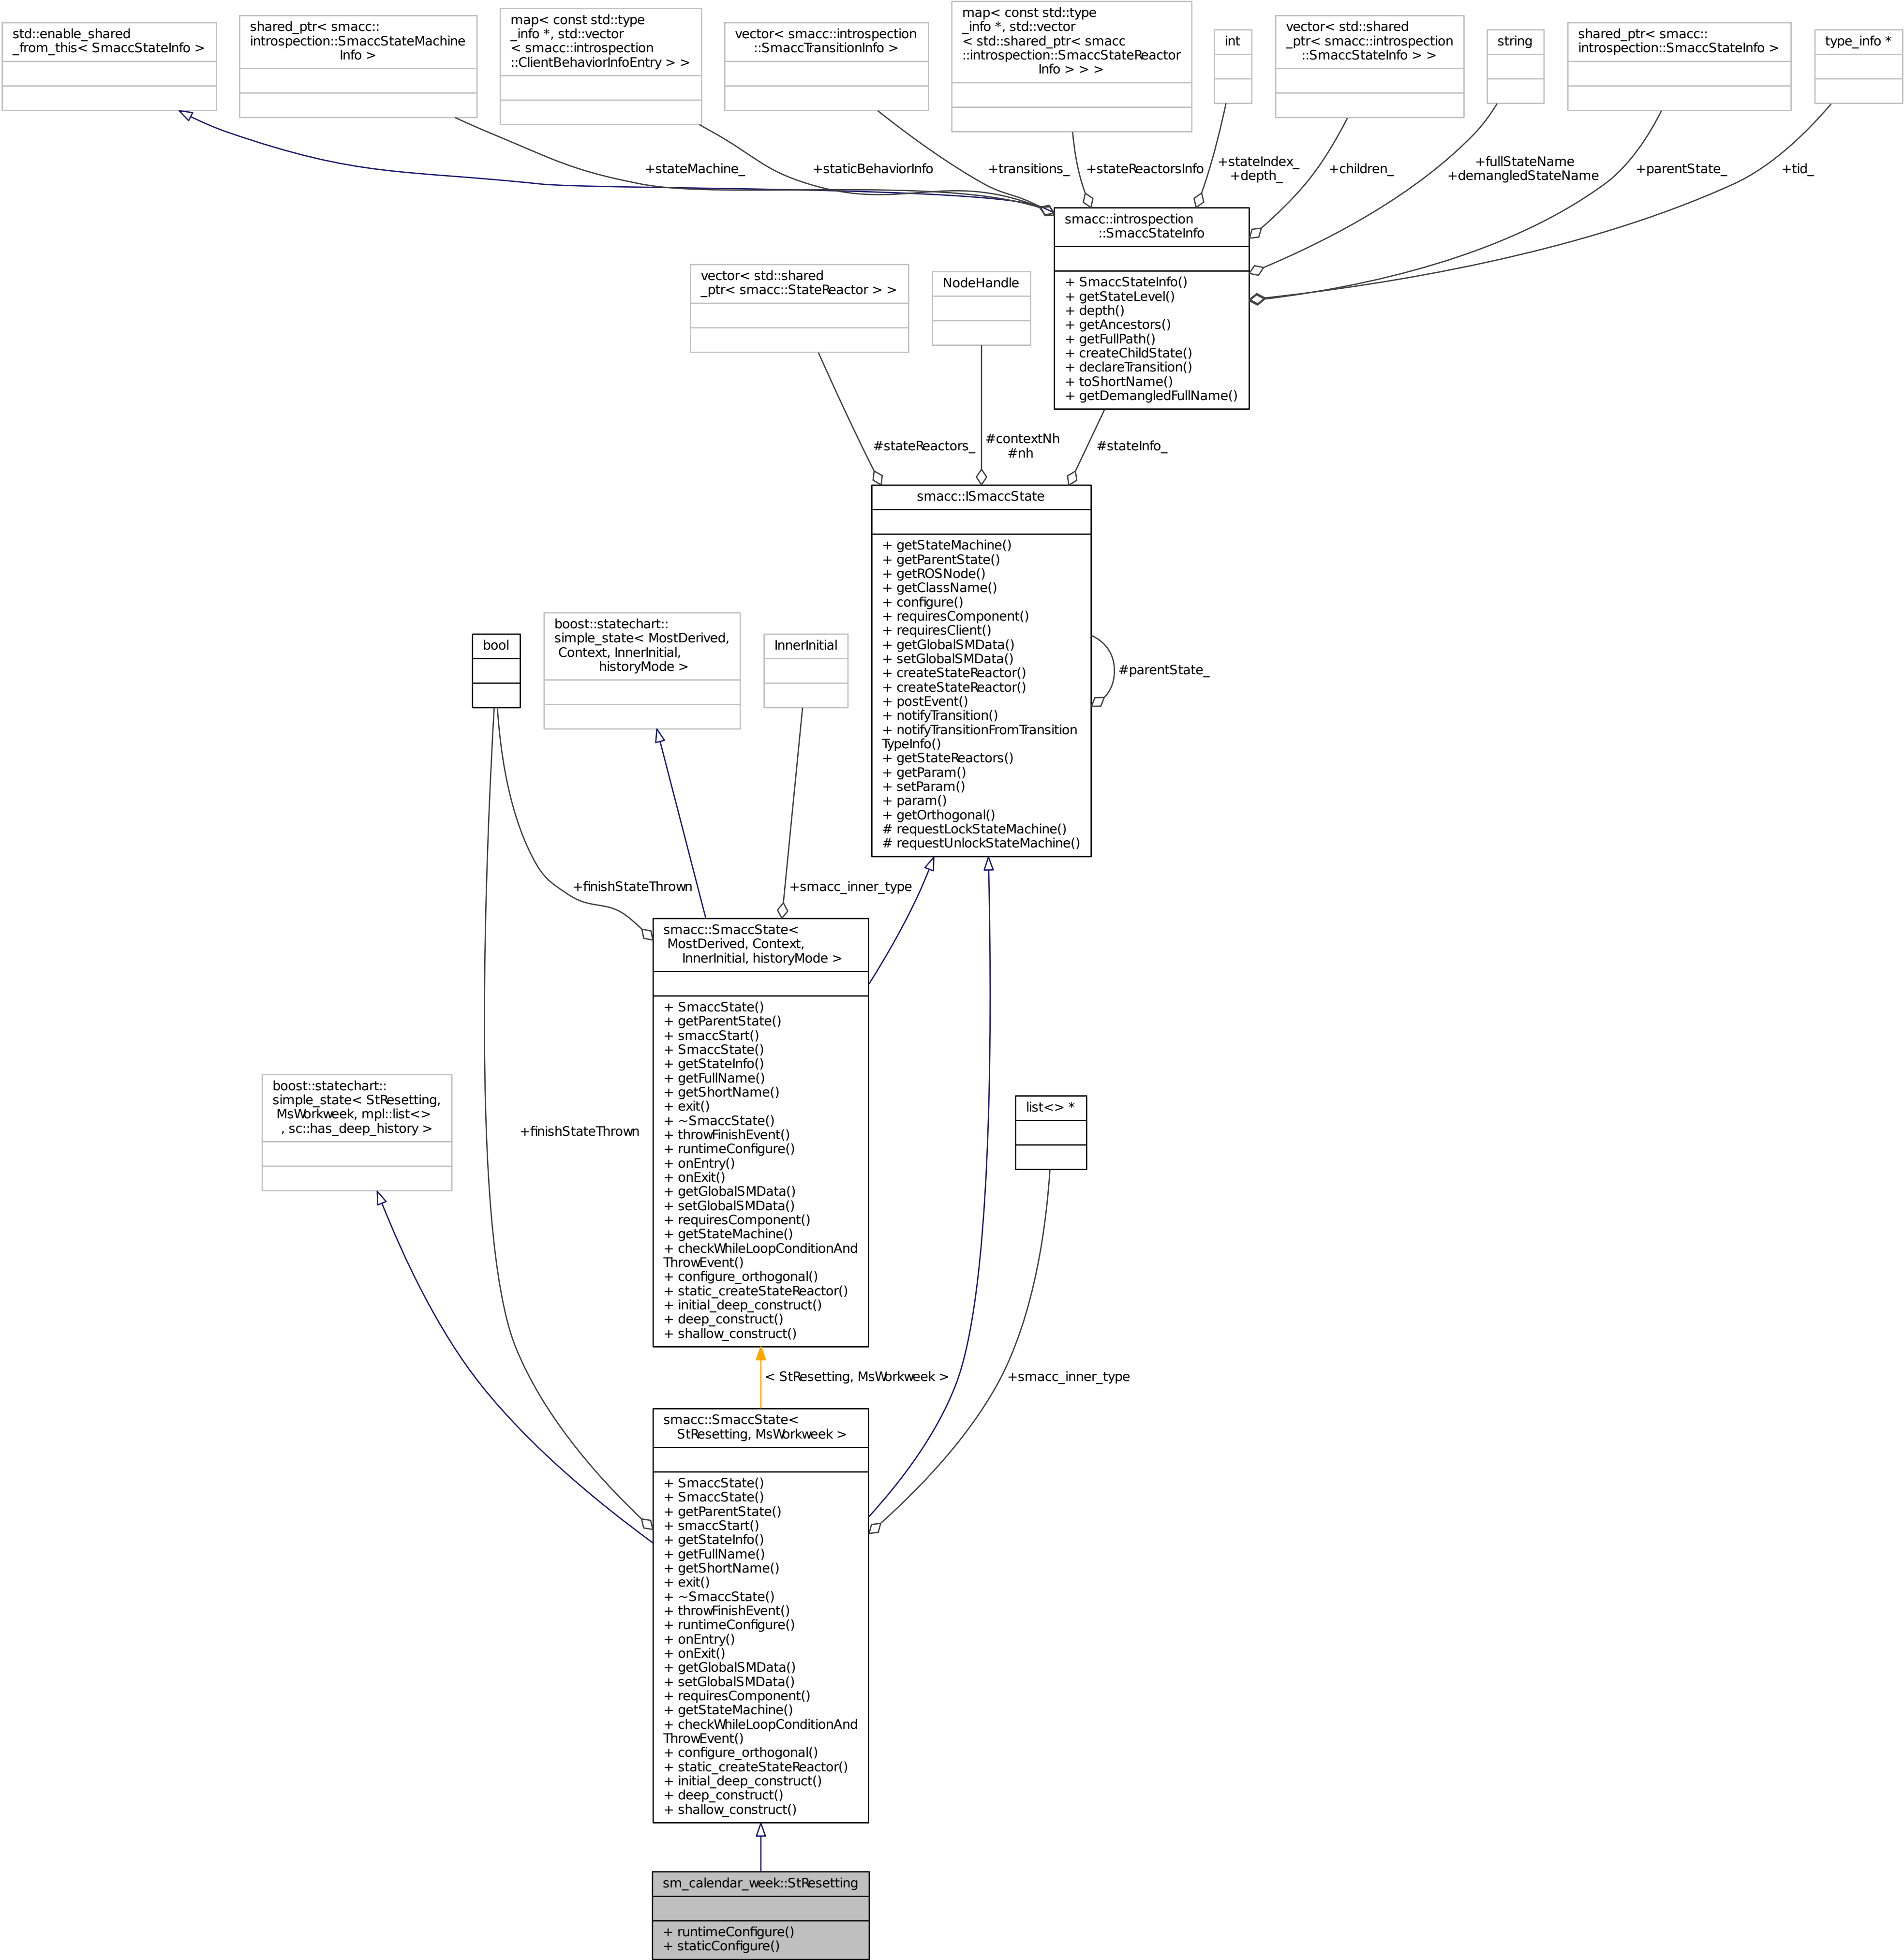 std::enable_shared
_from_this< SmaccStateInfo >
shared_ptr< smacc::
introspection::SmaccStateMachine
Info >
map< const std::type
_info *, std::vector
< smacc::introspection
::ClientBehaviorInfoEntry > >
vector< smacc::introspection
::SmaccTransitionInfo >
map< const std::type
_info *, std::vector
< std::shared_ptr< smacc
::introspection::SmaccStateReactor
Info > > >
int
vector< std::shared
_ptr< smacc::introspection
::SmaccStateInfo > >
string
shared_ptr< smacc::
introspection::SmaccStateInfo >
type_info *
+stateMachine_
+staticBehaviorInfo
+transitions_
+stateReactorsInfo
+stateIndex_
+depth_
+children_
+fullStateName
+demangledStateName
+parentState_
+tid_
smacc::introspection
::SmaccStateInfo
+ SmaccStateInfo()
+ getStateLevel()
+ depth()
+ getAncestors()
+ getFullPath()
+ createChildState()
+ declareTransition()
+ toShortName()
+ getDemangledFullName()
vector< std::shared
_ptr< smacc::StateReactor > >
NodeHandle
#stateReactors_
#contextNh
#nh
#stateInfo_
smacc::ISmaccState
+ getStateMachine()
+ getParentState()
+ getROSNode()
+ getClassName()
+ configure()
+ requiresComponent()
+ requiresClient()
+ getGlobalSMData()
+ setGlobalSMData()
+ createStateReactor()
+ createStateReactor()
+ postEvent()
+ notifyTransition()
+ notifyTransitionFromTransition
TypeInfo()
+ getStateReactors()
+ getParam()
+ setParam()
+ param()
+ getOrthogonal()
# requestLockStateMachine()
# requestUnlockStateMachine()
#parentState_
bool
boost::statechart::
simple_state< MostDerived,
Context, InnerInitial,
historyMode >
InnerInitial
+finishStateThrown
+smacc_inner_type
smacc::SmaccState<
MostDerived, Context,
InnerInitial, historyMode >
+ SmaccState()
+ getParentState()
+ smaccStart()
+ SmaccState()
+ getStateInfo()
+ getFullName()
+ getShortName()
+ exit()
+ ~SmaccState()
+ throwFinishEvent()
+ runtimeConfigure()
+ onEntry()
+ onExit()
+ getGlobalSMData()
+ setGlobalSMData()
+ requiresComponent()
+ getStateMachine()
+ checkWhileLoopConditionAnd
ThrowEvent()
+ configure_orthogonal()
+ static_createStateReactor()
+ initial_deep_construct()
+ deep_construct()
+ shallow_construct()
boost::statechart::
simple_state< StResetting,
MsWorkweek, mpl::list<>
, sc::has_deep_history >
+finishStateThrown
list<> *
< StResetting, MsWorkweek >
+smacc_inner_type
smacc::SmaccState<
StResetting, MsWorkweek >
+ SmaccState()
+ SmaccState()
+ getParentState()
+ smaccStart()
+ getStateInfo()
+ getFullName()
+ getShortName()
+ exit()
+ ~SmaccState()
+ throwFinishEvent()
+ runtimeConfigure()
+ onEntry()
+ onExit()
+ getGlobalSMData()
+ setGlobalSMData()
+ requiresComponent()
+ getStateMachine()
+ checkWhileLoopConditionAnd
ThrowEvent()
+ configure_orthogonal()
+ static_createStateReactor()
+ initial_deep_construct()
+ deep_construct()
+ shallow_construct()
sm_calendar_week::StResetting
+ runtimeConfigure()
+ staticConfigure()